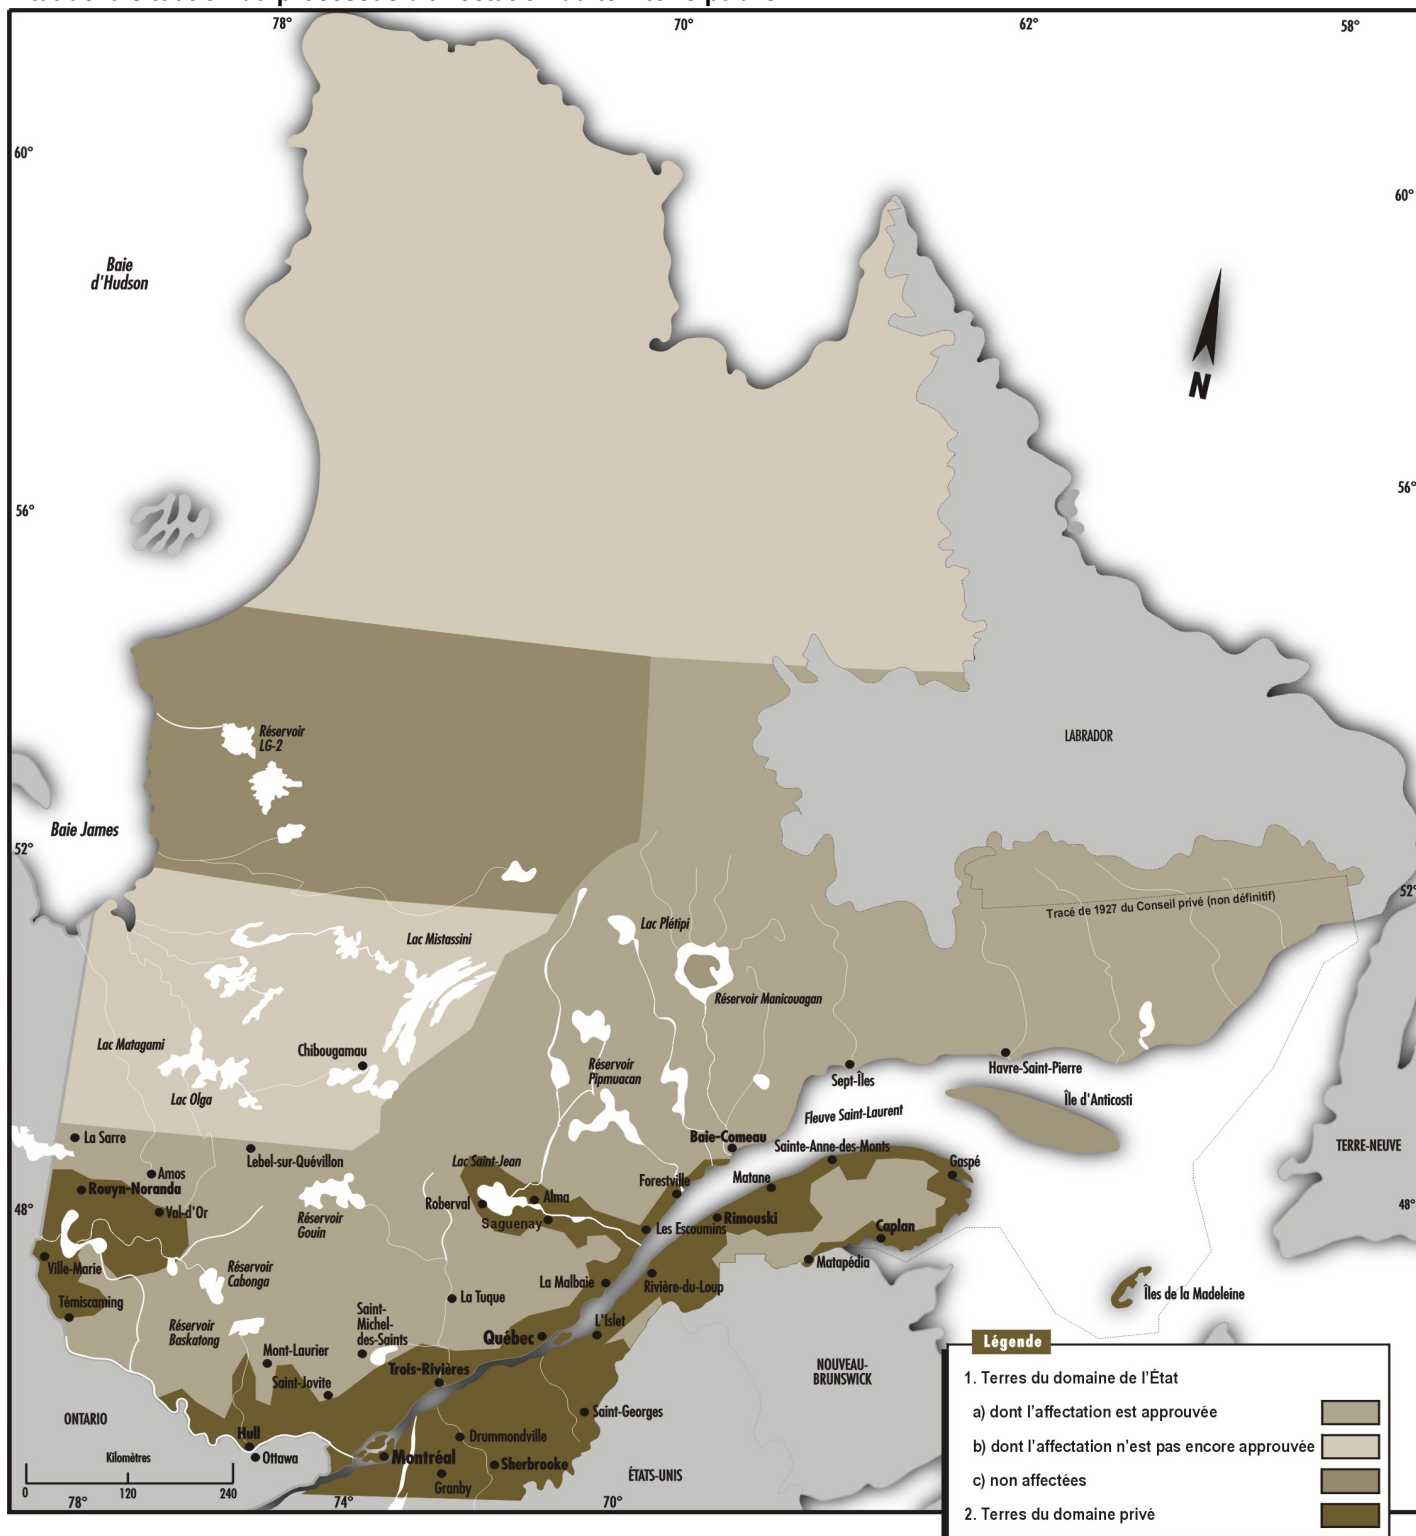 78°
70°
62°
58°
60°
60°
Baie
d'Hudson
N
56°
56°
Réservoir
LG-2
LABRADOR
Baie James
52°
52°
Tracé de 1927 du Conseil privé (non définitif)
Lac Plétipi
Lac Mistassini
Réservoir Manicouagan
Lac Matagami
Chibougamau
Réservoir
Pipmuacan
Havre-Saint-Pierre
Sept-Îles
Lac Olga
Île d'Anticosti
Fleuve Saint-Laurent
La Sarre
Baie-Comeau
Sainte-Anne-des-Monts
TERRE-NEUVE
Lebel-sur-Quévillon
Lac Saint-Jean
Gaspé
Amos
Rouyn-Noranda
Forestville
Matane
Roberval
Alma
48°
48°
Val-d'Or
Réservoir
Gouin
Saguenay
Les Escoumins
Rimouski
Caplan
Ville-Marie
Réservoir
Cabonga
Matapédia
La Malbaie
Rivière-du-Loup
Îles de la Madeleine
Témiscaming
La Tuque
Saint-
Michel-
des-Saints
Réservoir
Baskatong
L'Islet
Québec
Mont-Laurier
Trois-Rivières
Saint-Jovite
NOUVEAU-
BRUNSWICK
Saint-Georges
ONTARIO
Hull
Drummondville
Ottawa
Montréal
Sherbrooke
Granby
ÉTATS-UNIS
Kilomètres
0 120 240
78°
74°
70°
Légende
1. Terres du domaine de l'État
a) dont l'affectation est approuvée
b) dont l'affectation n'est pas encore approuvée
c) non affectées
2. Terres du domaine privé